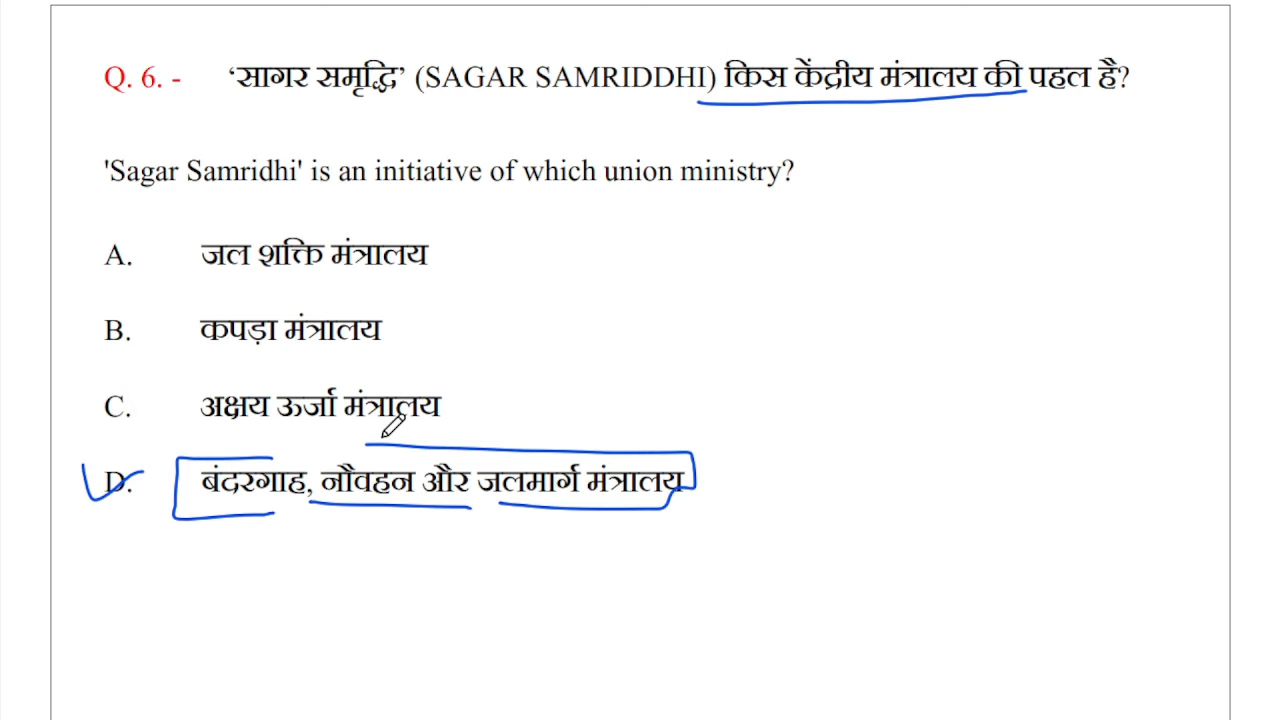 Q. 6. - ‘सागर समृद्धि’ (SAGAR SAMRIDDHI) किस केंद्रीय मंत्रालय की पहल है?
'Sagar Samridhi' is an initiative of which union ministry?
A. जल शक्ति मंत्रालय
B. कपड़ा मंत्रालय
C. अक्षय ऊर्जा मंत्रालय
D. बंदरगाह, नौवहन और जलमार्ग मंत्रालय